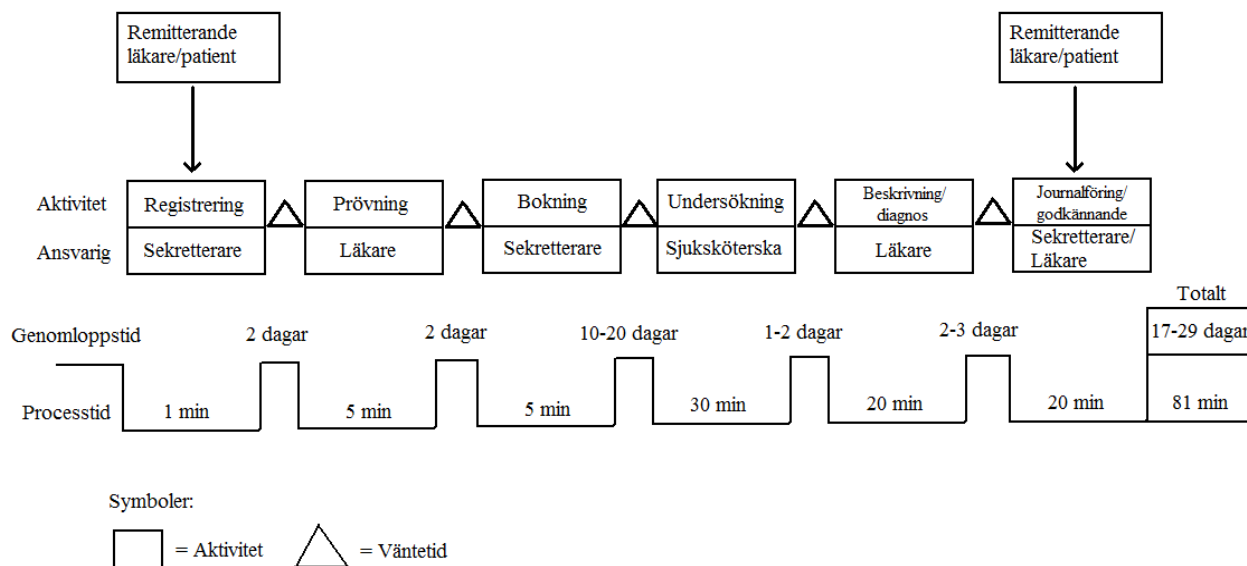 Remitterande
läkare/patient
Remitterande
läkare/patient
Aktivitet
Registrering
Prövning
Bokning
Undersökning
Beskrivning/
diagnos
Journalföring/
godkännande
Ansvarig
Sekretterare
Läkare
Sekretterare
Sjuksköterska
Läkare
Sekretterare/
Läkare
Totalt
Genomloppstid
2 dagar
2 dagar
10-20 dagar
1-2 dagar
2-3 dagar
17-29 dagar
Processtid
1 min
5 min
5 min
30 min
20 min
20 min
81 min
Symboler:
= Aktivitet
= Väntetid